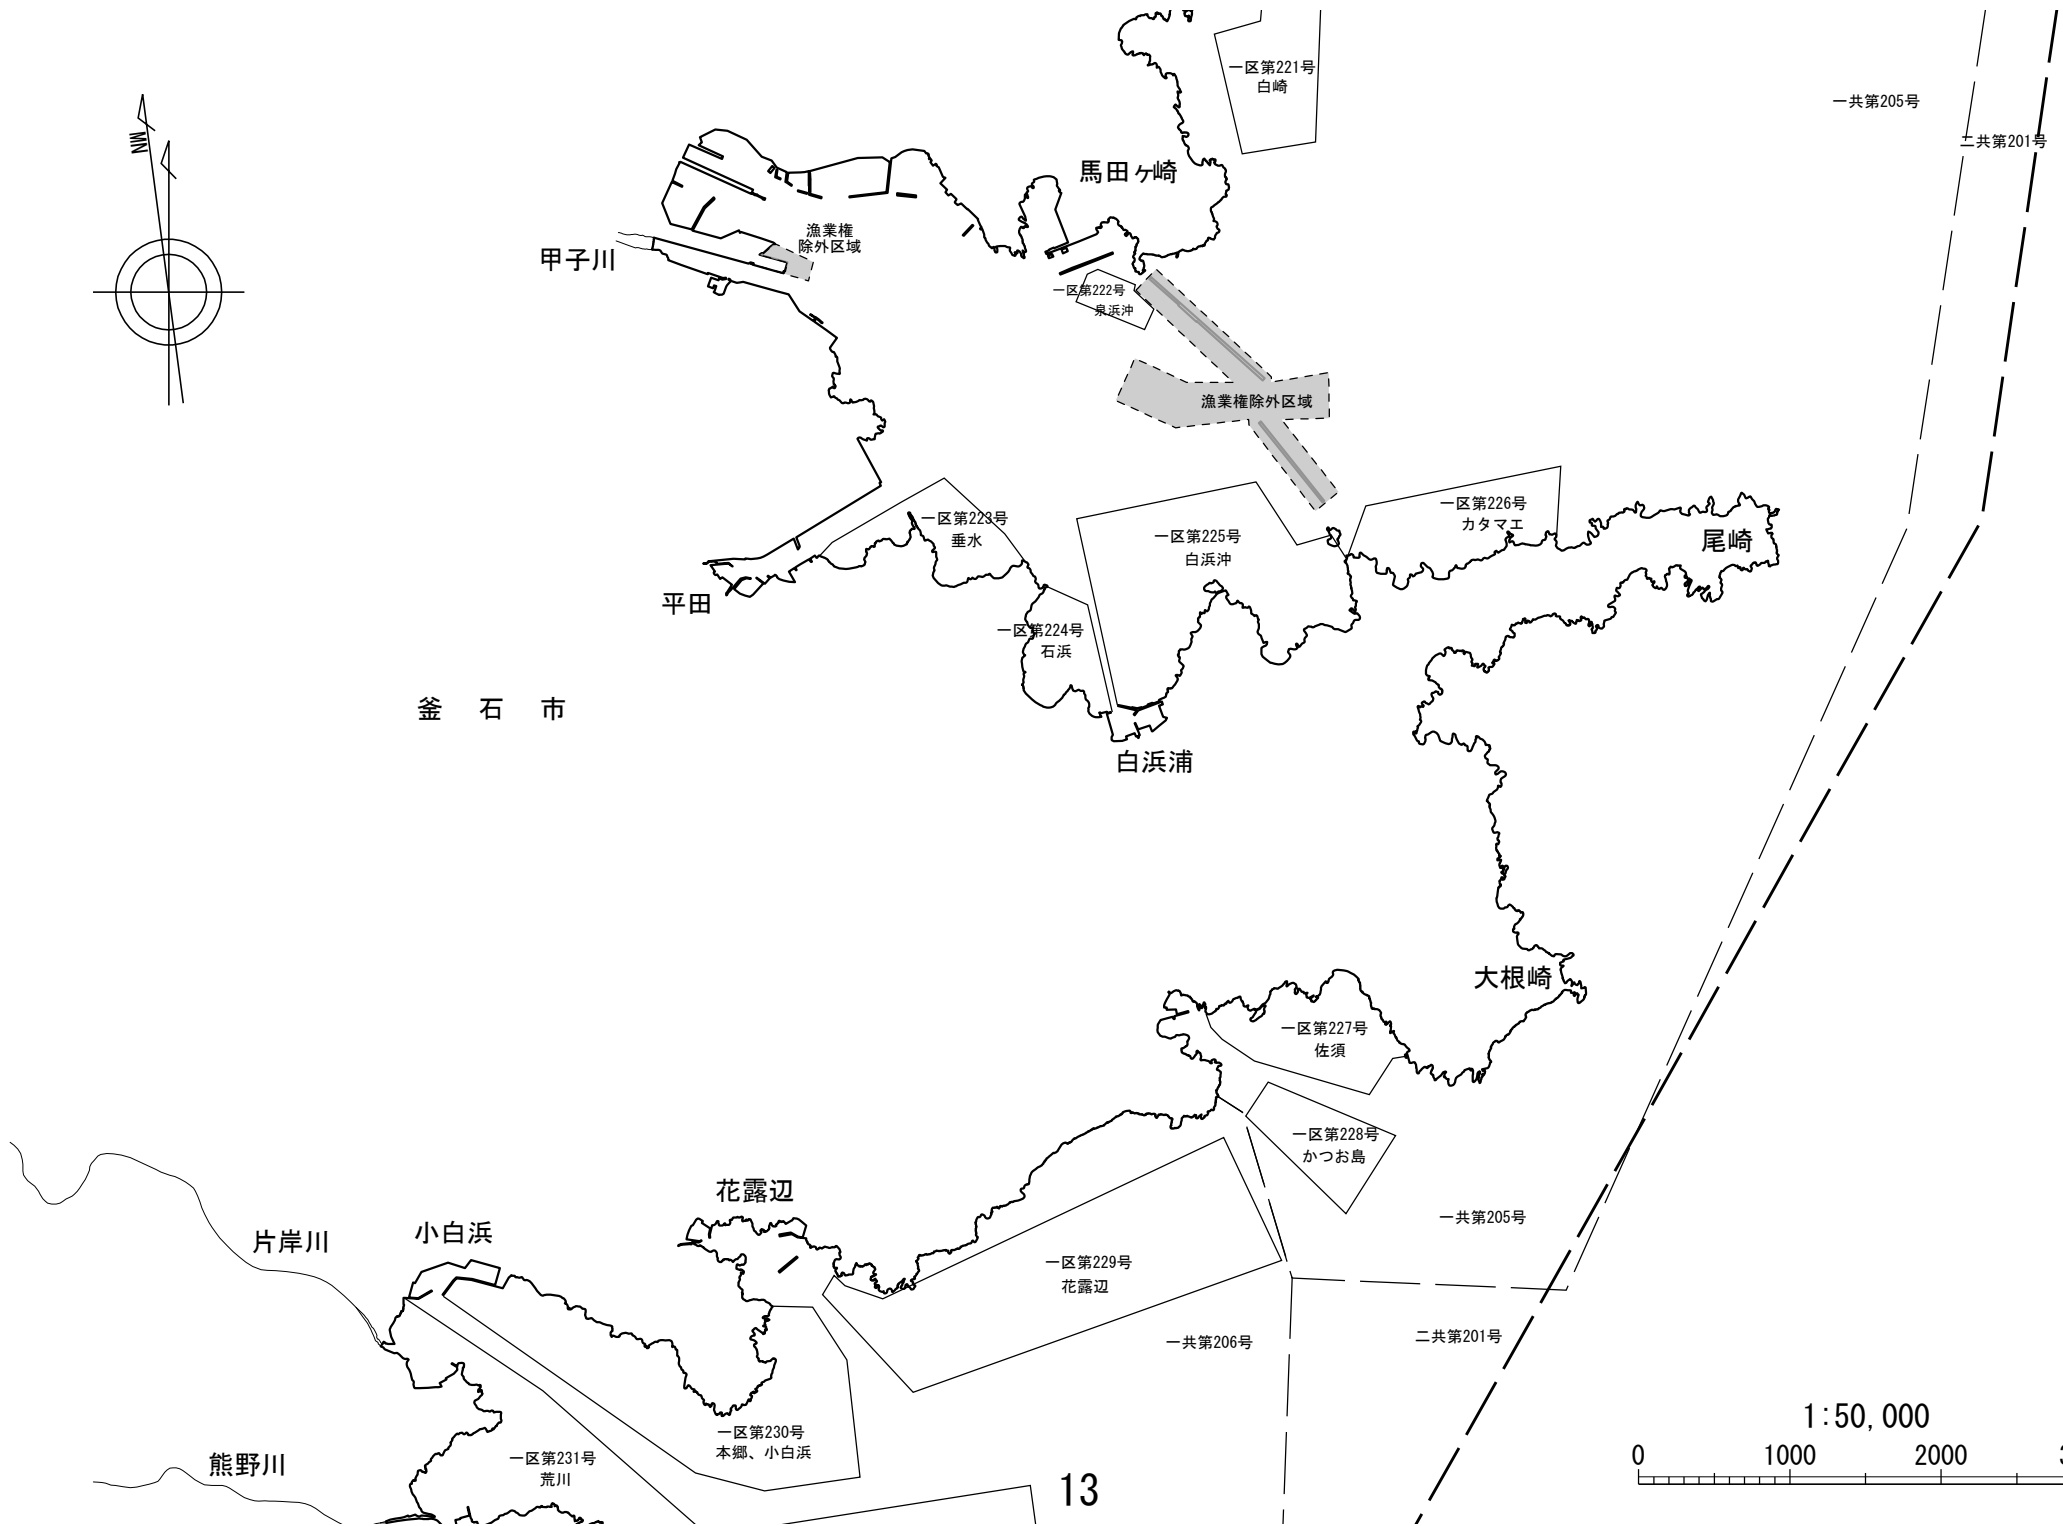 一区第221号
白崎
一共第205号
二共第201号
MN
馬田ヶ崎
漁業権
除外区域
甲子川
一区第222号
泉浜沖
漁業権除外区域
一区第223号
垂水
一区第225号
白浜沖
一区第226号
カタマエ
尾崎
平田
一区第224号
石浜
釜石市
白浜浦
大根崎
一区第227号
佐須
一区第228号
かつお島
花露辺
片岸川
小白浜
一共第205号
一区第229号
花露辺
一共第206号
二共第201号
1:50,000
0 1000 2000
一区第230号
本郷、小白浜
一区第231号
荒川
熊野川
13